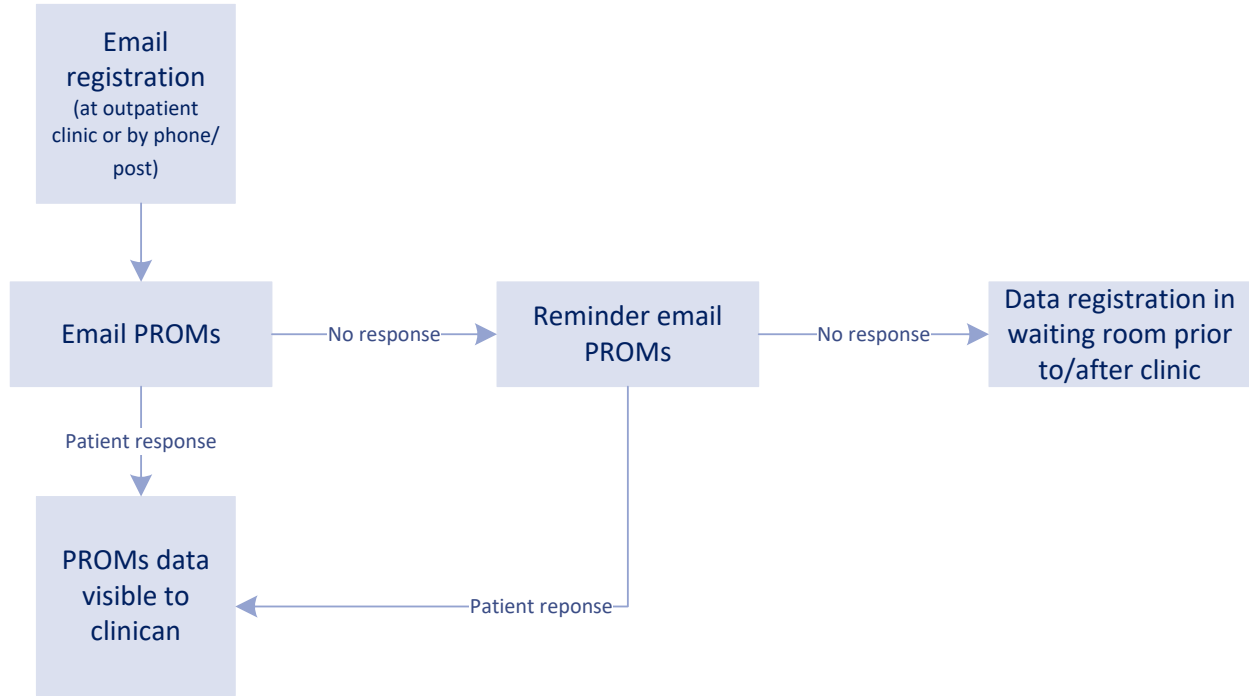 Email
registration
(at outpatient
clinic or by phone/
post)
Email PROMs
No response
Reminder email
PROMs
No response
Data registration in
waiting room prior
to/after clinic
Patient response
PROMs data
visible to
clinican
Patient reponse